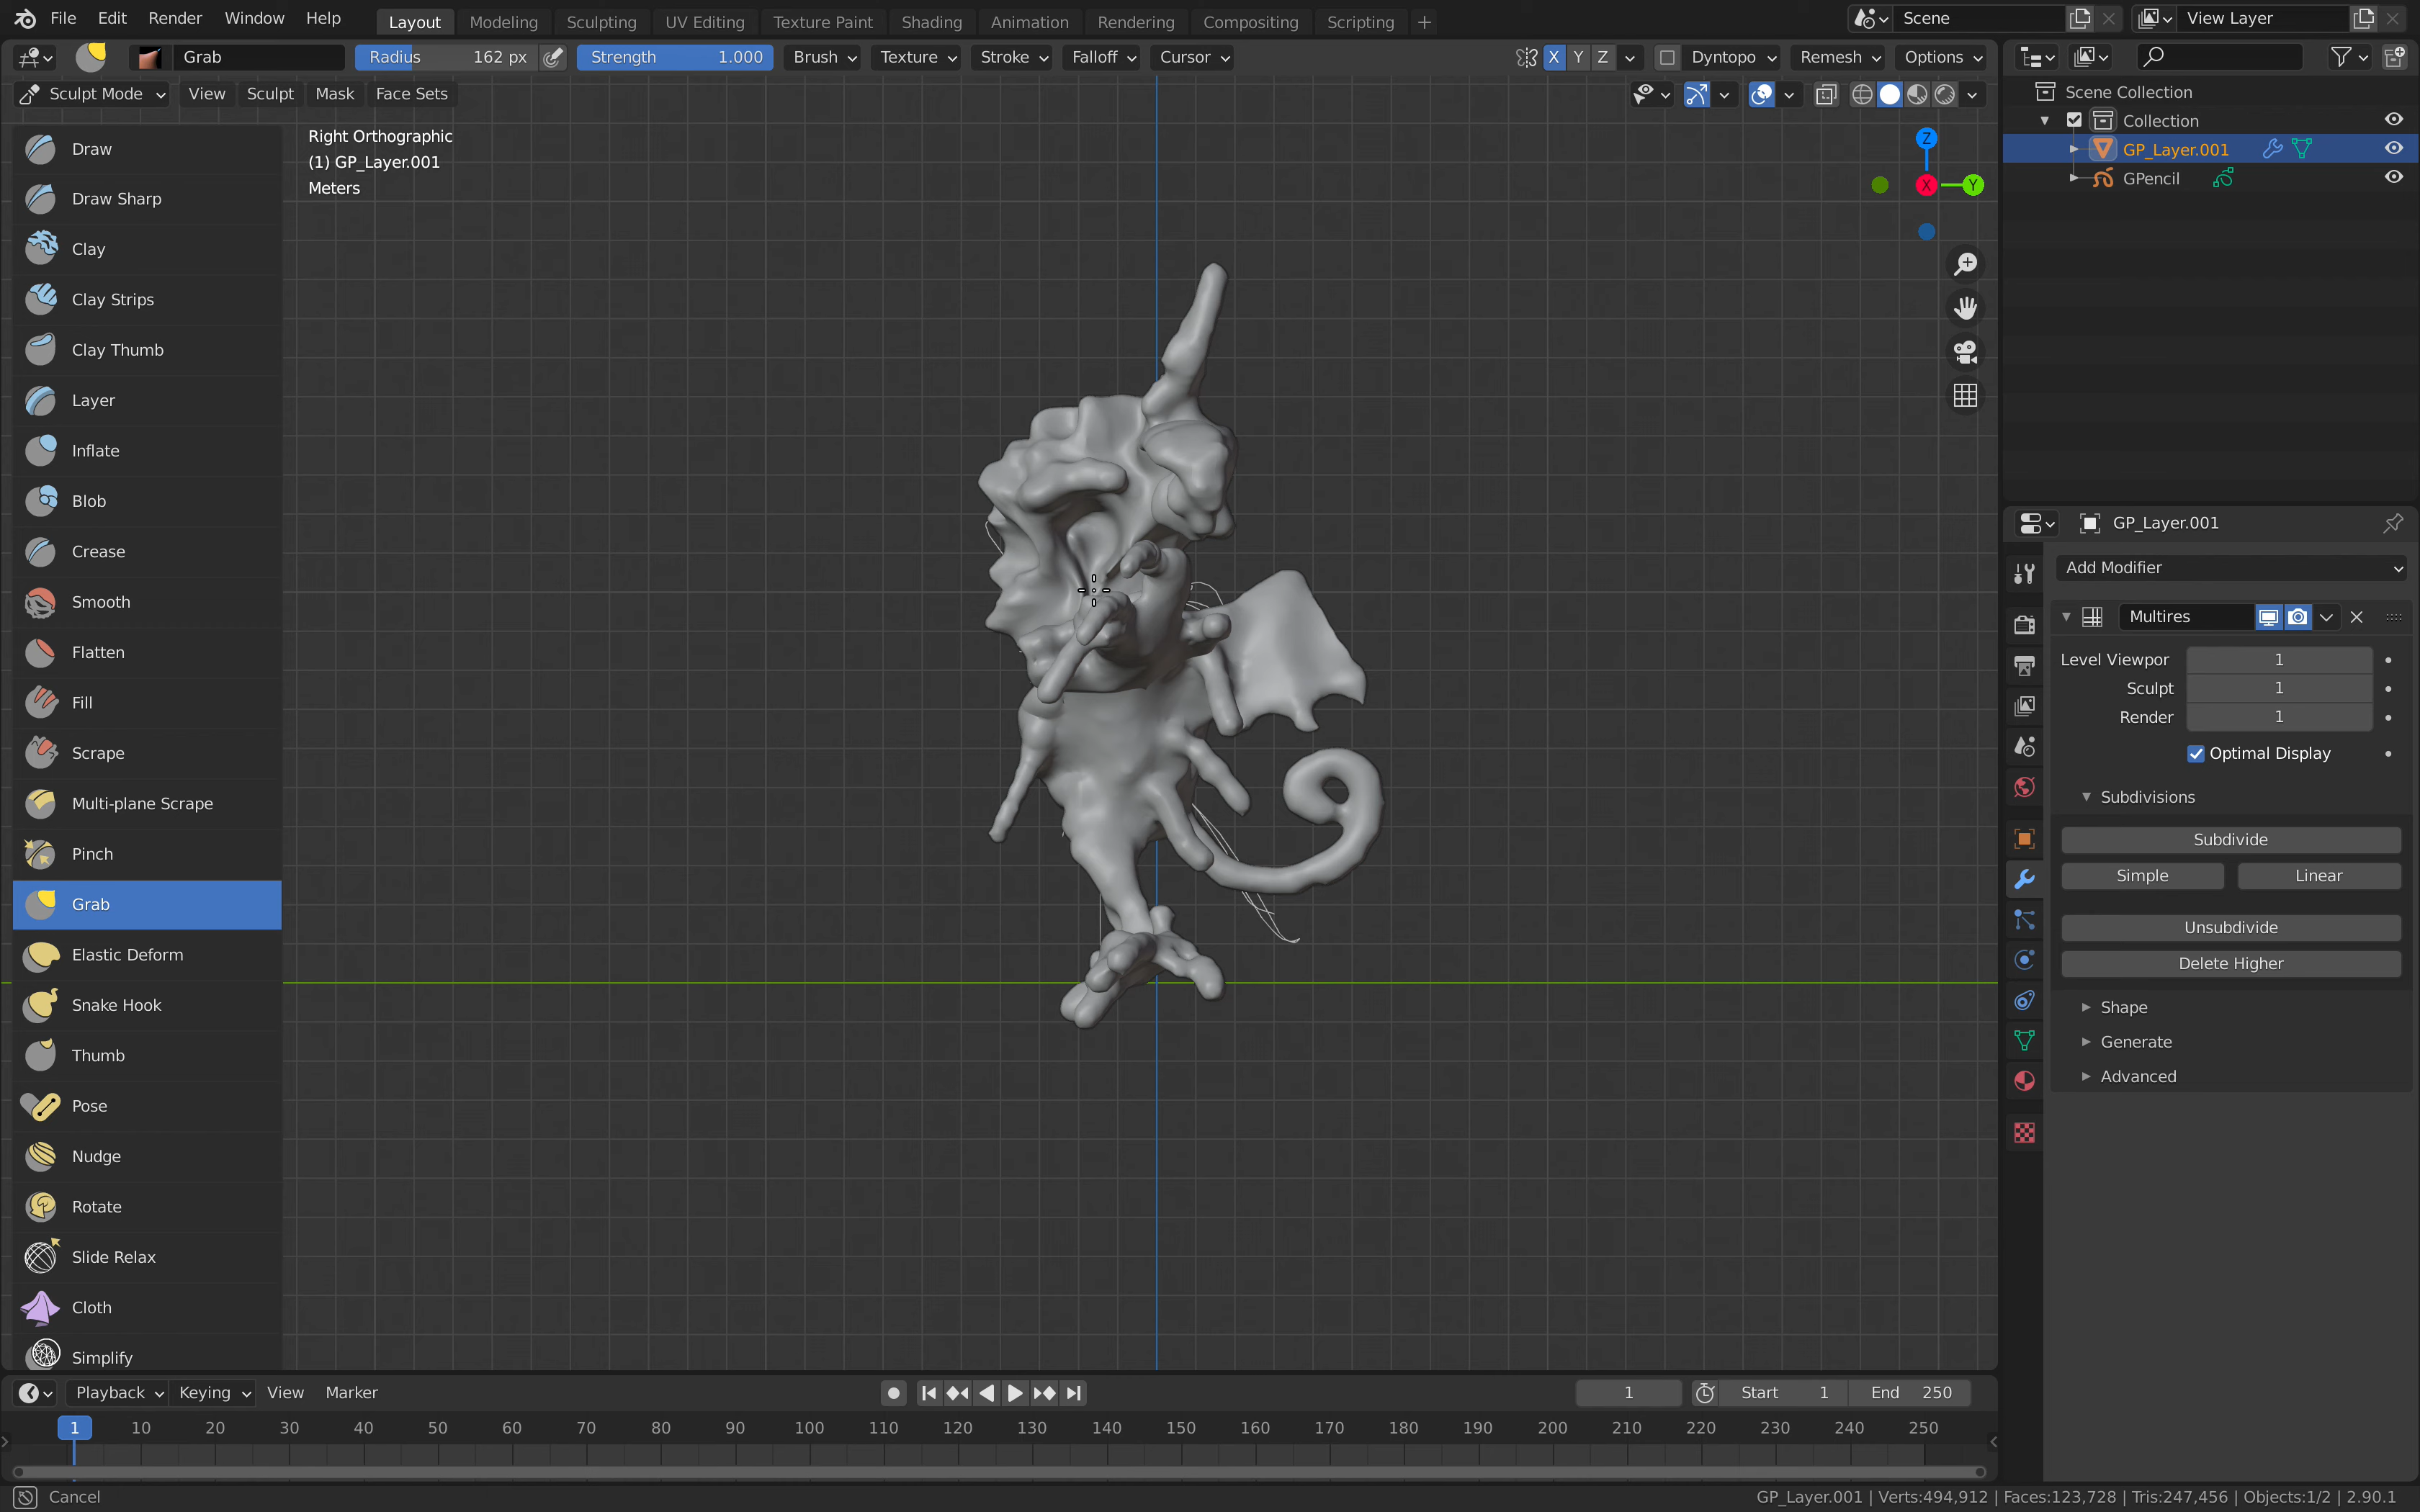 File Edit Render Window Help Layout Modeling Sculpting UV Editing Texture Paint Shading Animation Rendering Compositing Scripting + Scene View Layer
Grab Radius 162 px Strength 1.000 Brush Texture Stroke Falloff Cursor X Y Z Dyntopo Remesh Options
Sculpt Mode View Sculpt Mask Face Sets
Right Orthographic
(1) GP_Layer.001
Meters
Z
X
Y
Draw
Draw Sharp
Clay
Clay Strips
Clay Thumb
Layer
Inflate
Blob
Crease
Smooth
Flatten
Fill
Scrape
Multi-plane Scrape
Pinch
Grab
Elastic Deform
Snake Hook
Thumb
Pose
Nudge
Rotate
Slide Relax
Cloth
Simplify
Scene Collection
Collection
GP_Layer.001
GPencil
GP_Layer.001
Add Modifier
Multires
Level Viewpor 1
Sculpt 1
Render 1
Optimal Display
Subdivisions
Subdivide
Simple Linear
Unsubdivide
Delete Higher
Shape
Generate
Advanced
Playback Keying View Marker 1 Start 1 End 250
1 10 20 30 40 50 60 70 80 90 100 110 120 130 140 150 160 170 180 190 200 210 220 230 240 250
Cancel GP_Layer.001 | Verts:494,912 | Faces:123,728 | Tris:247,456 | Objects:1/2 | 2.90.1